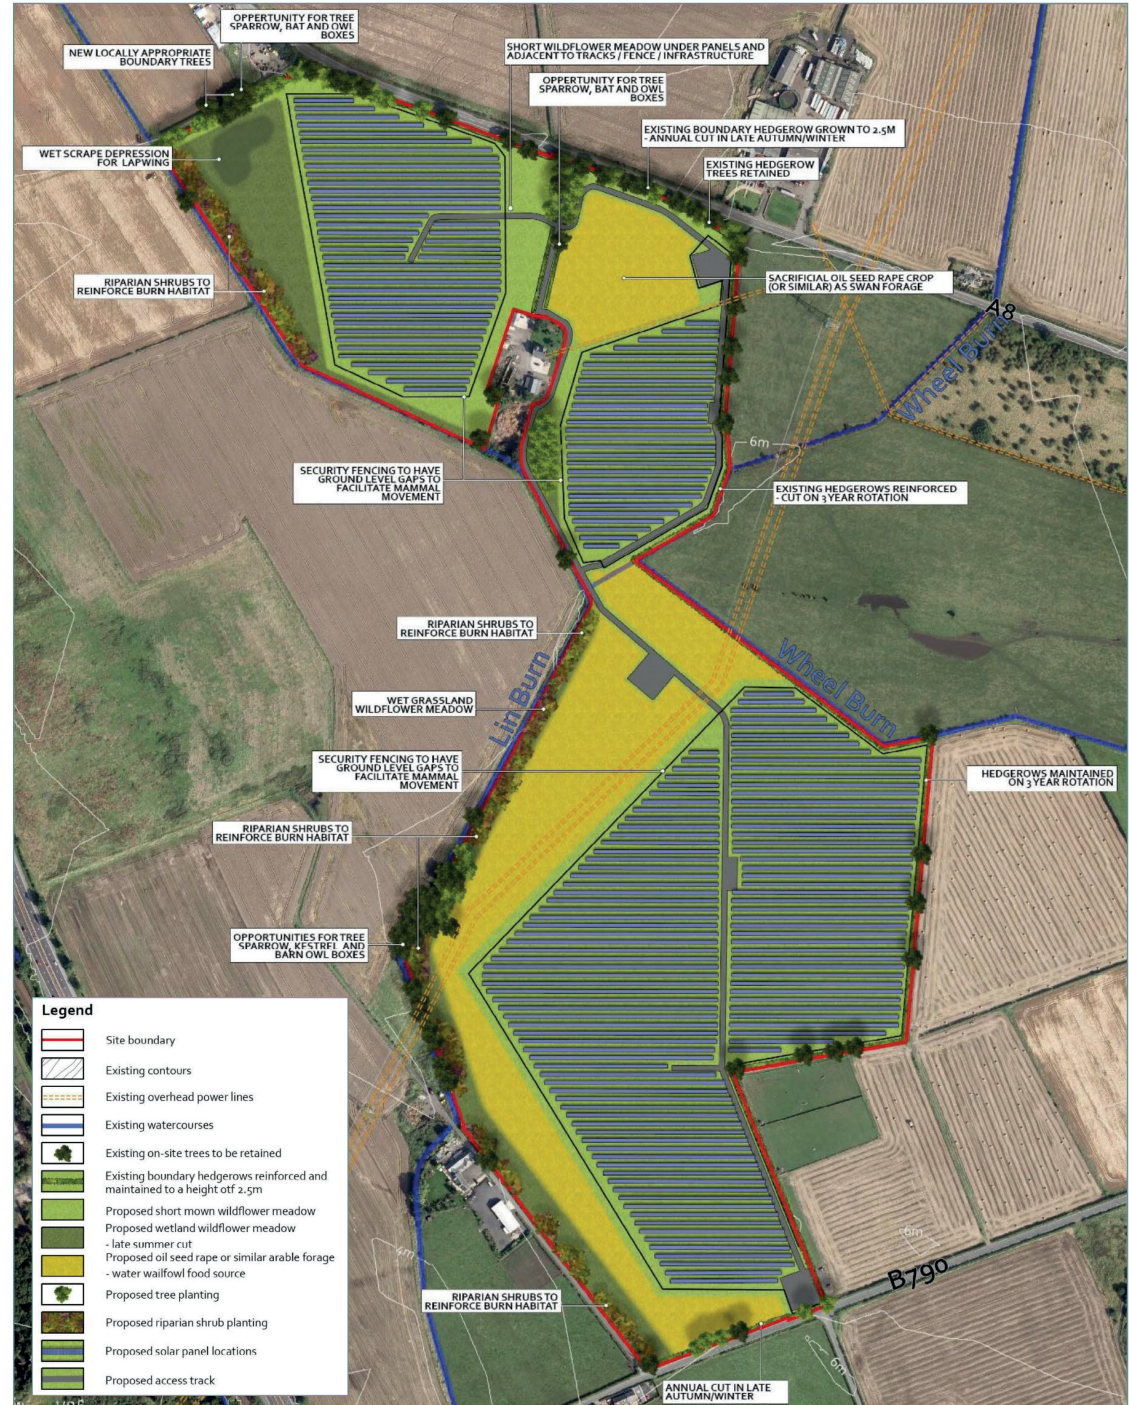 OPPERTUNITY FOR TREE
SPARROW, BAT AND OWL
BOXES
NEW LOCALLY APPROPRIATE
BOUNDARY TREES
SHORT WILDFLOWER MEADOW UNDER PANELS AND
ADJACENT TO TRACKS / FENCE / INFRASTRUCTURE
OPPERTUNITY FOR TREE
SPARROW, BAT AND OWL
BOXES
EXISTING BOUNDARY HEDGEROW GROWN TO 2.5M
- ANNUAL CUT IN LATE AUTUMN/WINTER
WET SCRAPE DEPRESSION
FOR LAPWING
EXISTING HEDGEROW
TREES RETAINED
RIPARIAN SHRUBS TO
REINFORCE BURN HABITAT
SACRIFICIAL OIL SEED RAPE CROP
(OR SIMILAR) AS SWAN FORAGE
A8
Wheel Burn
6m
SECURITY FENCING TO HAVE
GROUND LEVEL GAPS TO
FACILITATE MAMMAL
MOVEMENT
EXISTING HEDGEROWS REINFORCED
- CUT ON 3 YEAR ROTATION
RIPARIAN SHRUBS TO
REINFORCE BURN HABITAT
Wheel Burn
Lin Burn
WET GRASSLAND
WILDFLOWER MEADOW
SECURITY FENCING TO HAVE
GROUND LEVEL GAPS TO
FACILITATE MAMMAL
MOVEMENT
HEDGEROWS MAINTAINED
ON 3 YEAR ROTATION
RIPARIAN SHRUBS TO
REINFORCE BURN HABITAT
OPPORTUNITIES FOR TREE
SPARROW, KESTREL AND
BARN OWL BOXES
Legend
Site boundary
Existing contours
Existing overhead power lines
Existing watercourses
Existing on-site trees to be retained
Existing boundary hedgerows reinforced and
maintained to a height otf 2.5m
Proposed short mown wildflower meadow
Proposed wetland wildflower meadow
- late summer cut
Proposed oil seed rape or similar arable forage
- water wailfowl food source
Proposed tree planting
Proposed riparian shrub planting
Proposed solar panel locations
Proposed access track
4m
6m
B790
RIPARIAN SHRUBS TO
REINFORCE BURN HABITAT
6m
ANNUAL CUT IN LATE
AUTUMN/WINTER